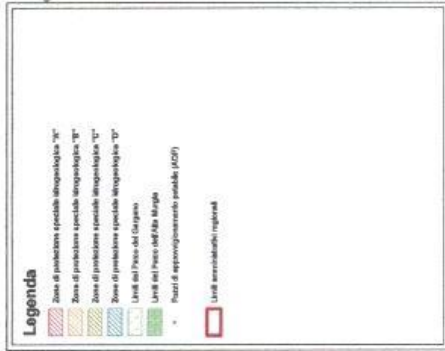 Legenda
Zone di protezione speciale idrogeologica "A"
Zone di protezione speciale idrogeologica "B"
Zone di protezione speciale idrogeologica "C"
Zone di protezione speciale idrogeologica "D"
Limiti del Parco del Gargano
Limiti del Parco dell'Alta Murgia
Pozzi di approvvigionamento potabile (AQP)
Limiti amministrativi regionali